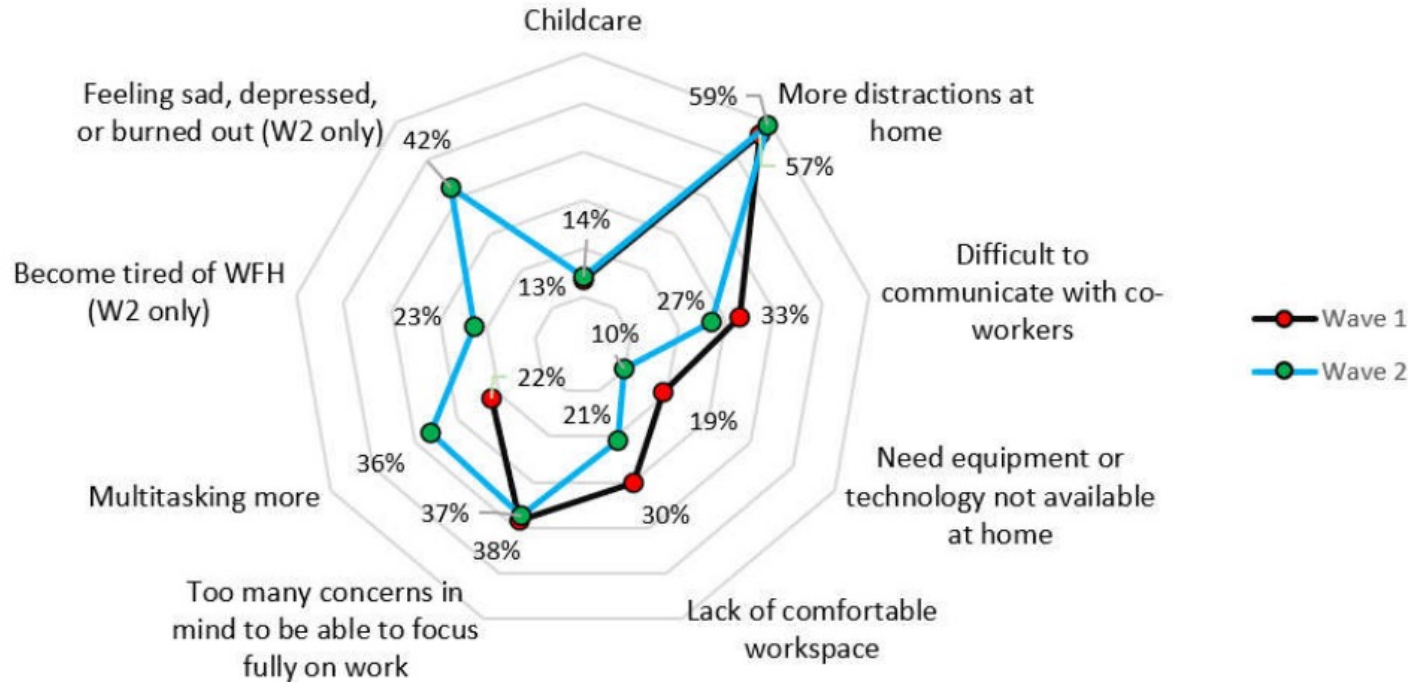 Childcare
Feeling sad, depressed,
or burned out (W2 only)
42%
59%
More distractions at
home
57%
14%
13%
Become tired of WFH
(W2 only)
23%
27%
33%
Difficult to
communicate with co-
workers
10%
22%
21%
19%
Wave 1
Wave 2
Multitasking more
36%
37%
38%
30%
Need equipment or
technology not available
at home
Too many concerns in
mind to be able to focus
fully on work
Lack of comfortable
workspace